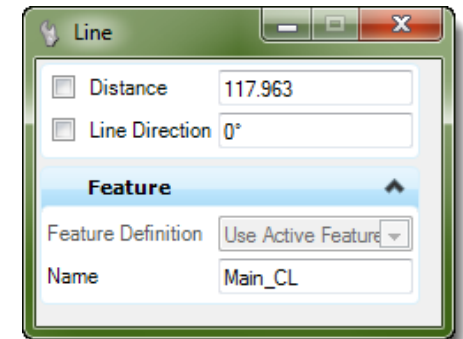 Line
Distance 117.963
Line Direction 0°
Feature
Feature Definition Use Active Feature
Name Main_CL